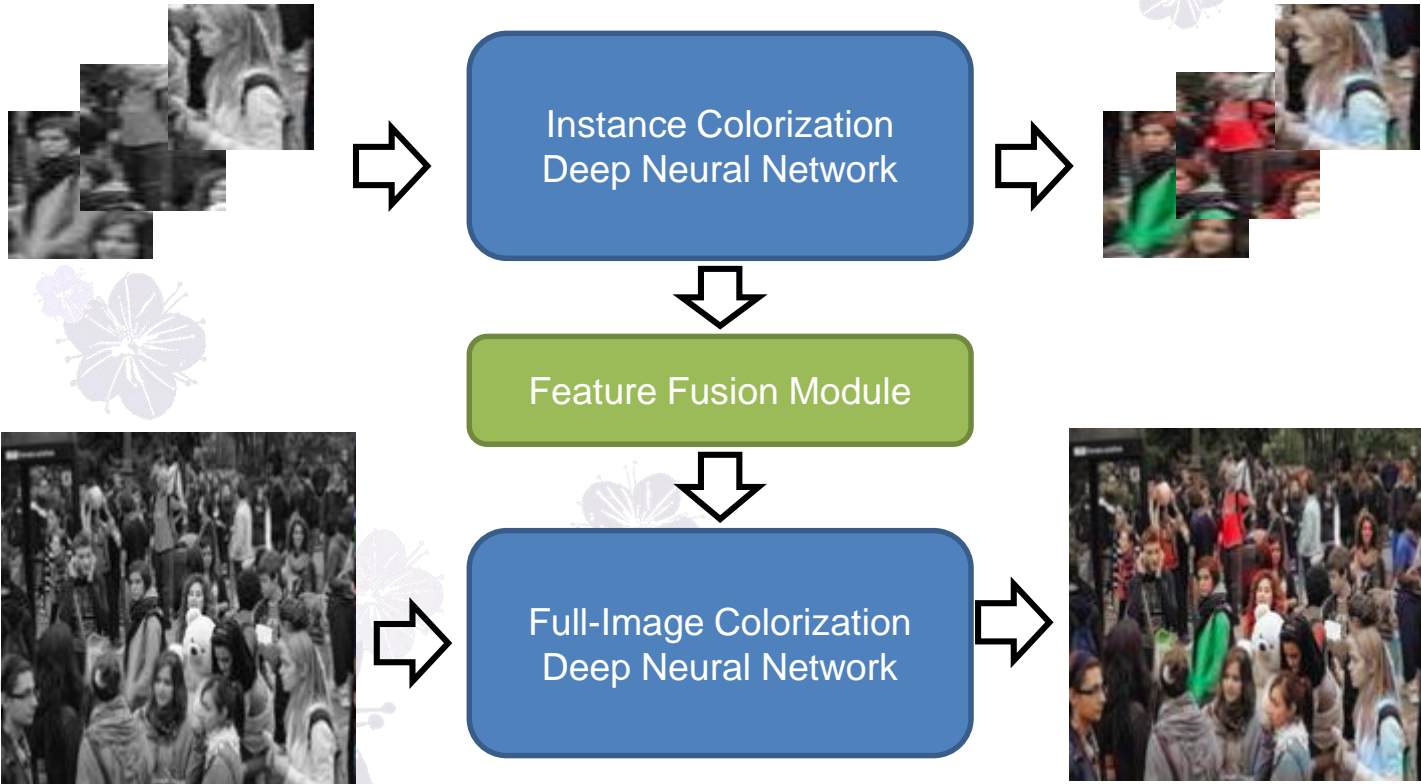 Instance Colorization
Deep Neural Network
Feature Fusion Module
Full-Image Colorization
Deep Neural Network